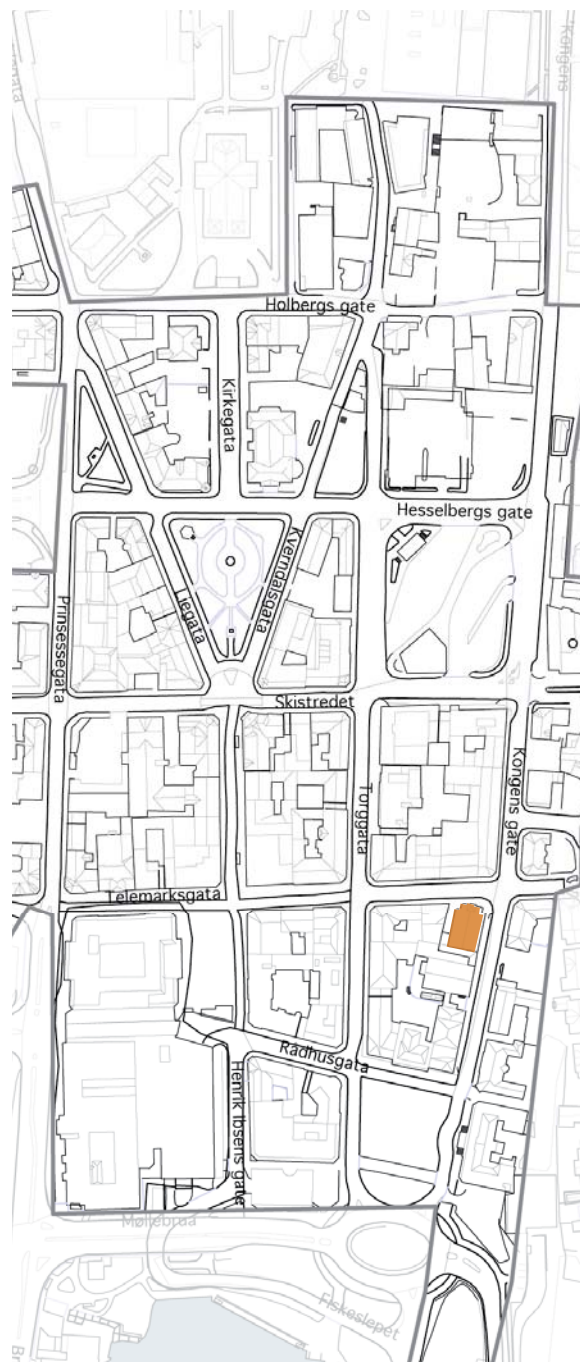 Kongens
Holbergs gate
Kirkegata
Hesselbergs gate
Kverndalsgata
Liegata
Prinsessegata
Skistredet
Kongens gate
Torggata
Telemarksgata
Rådhusgata
Henrik Ibsens gate
Møllebrua
Fiskeslepet